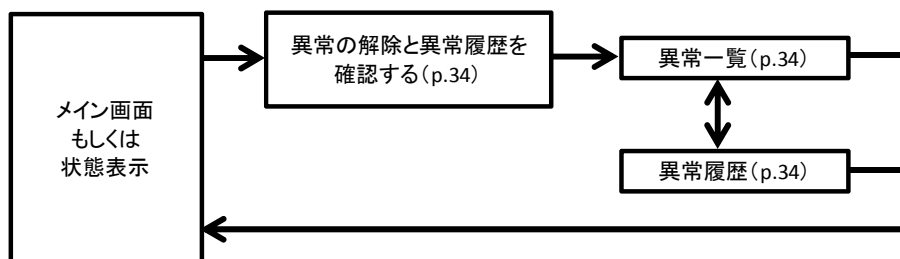 メイン画面
もしくは
状態表示
異常の解除と異常履歴を
確認する(p.34)
異常一覧(p.34)
異常履歴(p.34)